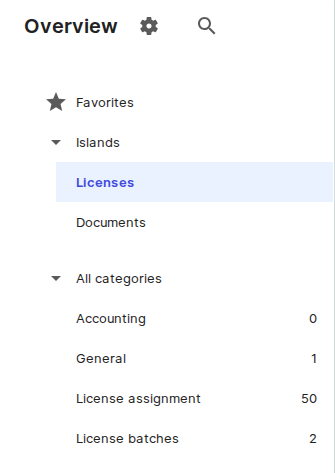 Overview
Favorites
Islands
Licenses
Documents
All categories
Accounting 0
General 1
License assignment 50
License batches 2